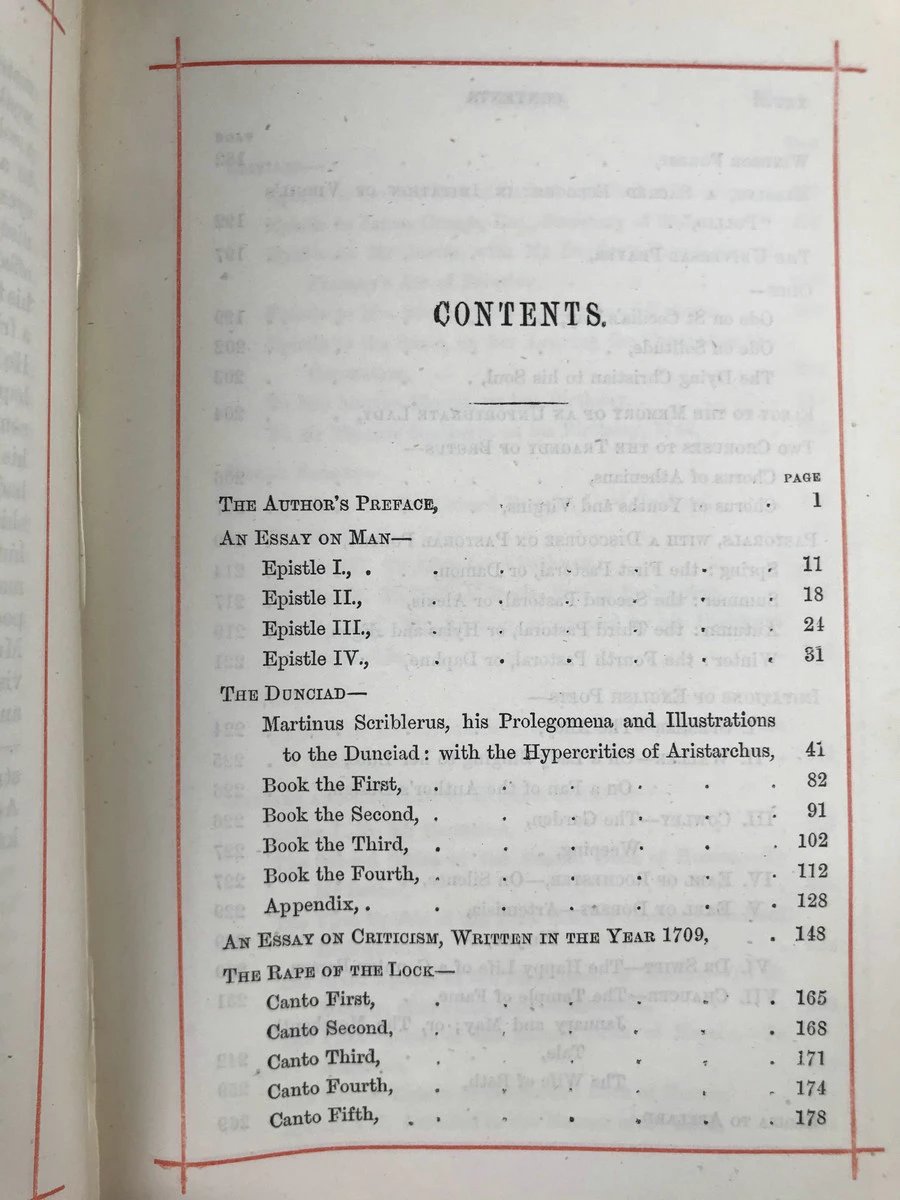 CONTENTS.
PAGE
THE AUTHOR'S PREFACE, . . . . . 1
AN ESSAY ON MAN—
Epistle I., . . . . . . . 11
Epistle II., . . . . . . 18
Epistle III., . . . . . . 24
Epistle IV., . . . . . . 31
THE DUNCIAD—
Martinus Scriblerus, his Prolegomena and Illustrations
to the Dunciad: with the Hypercritics of Aristarchus, 41
Book the First, . . . . . . 82
Book the Second, . . . . . . 91
Book the Third, . . . . . . 102
Book the Fourth, . . . . . . 112
Appendix, . . . . . . . 128
AN ESSAY ON CRITICISM, WRITTEN IN THE YEAR 1709, . 148
THE RAPE OF THE LOCK—
Canto First, . . . . . . 165
Canto Second, . . . . . . 168
Canto Third, . . . . . . 171
Canto Fourth, . . . . . . 174
Canto Fifth, . . . . . . 178